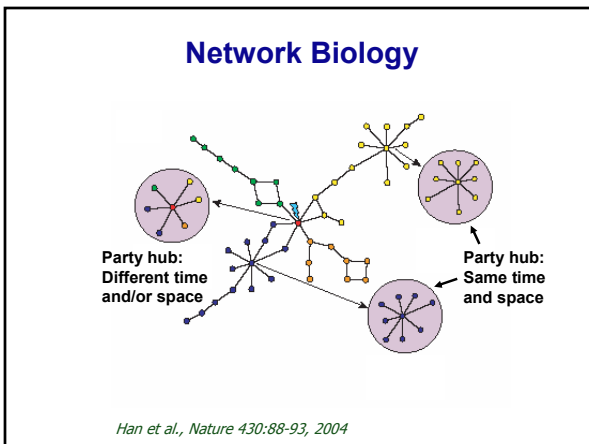 Network Biology
Party hub:
Different time
and/or space
Party hub:
Same time
and space
Han et al., Nature 430:88-93, 2004